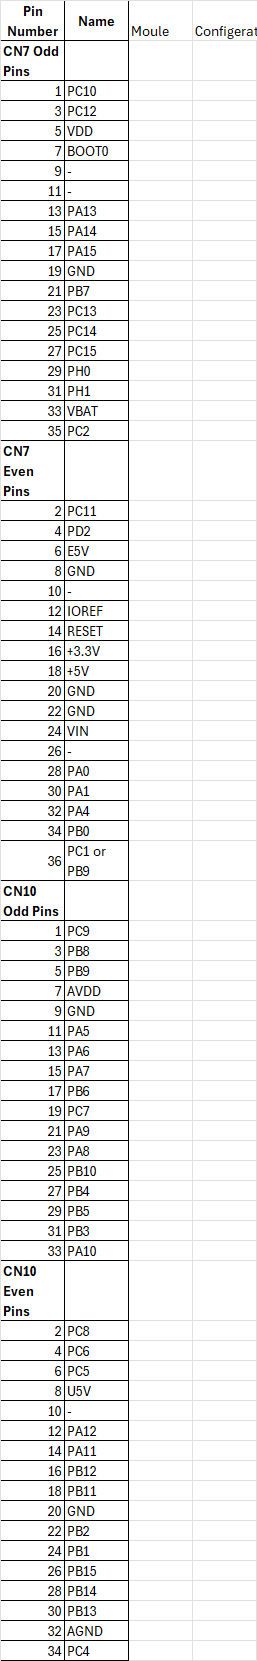 Pin Number Name Moule Configerat
CN7 Odd Pins
1 PC10
3 PC12
5 VDD
7 BOOT0
9 -
11 -
13 PA13
15 PA14
17 PA15
19 GND
21 PB7
23 PC13
25 PC14
27 PC15
29 PH0
31 PH1
33 VBAT
35 PC2
CN7 Even Pins
2 PC11
4 PD2
6 E5V
8 GND
10 -
12 IOREF
14 RESET
16 +3.3V
18 +5V
20 GND
22 GND
24 VIN
26 -
28 PA0
30 PA1
32 PA4
34 PB0
36 PC1 or PB9
CN10 Odd Pins
1 PC9
3 PB8
5 PB9
7 AVDD
9 GND
11 PA5
13 PA6
15 PA7
17 PB6
19 PC7
21 PA9
23 PA8
25 PB10
27 PB4
29 PB5
31 PB3
33 PA10
CN10 Even Pins
2 PC8
4 PC6
6 PC5
8 U5V
10 -
12 PA12
14 PA11
16 PB12
18 PB11
20 GND
22 PB2
24 PB1
26 PB15
28 PB14
30 PB13
32 AGND
34 PC4